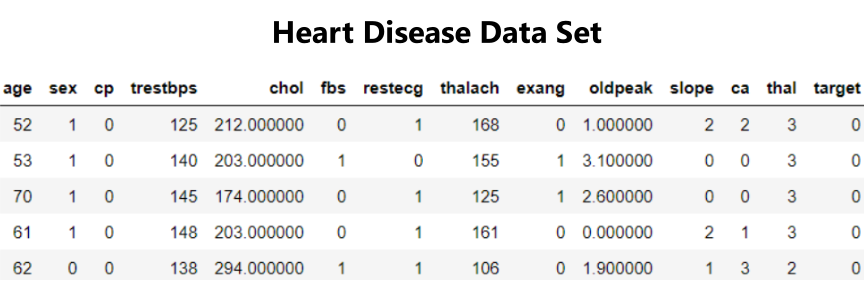 Heart Disease Data Set
age sex cp trestbps chol fbs restecg thalach exang oldpeak slope ca thal target
52 1 0 125 212.000000 0 1 168 0 1.000000 2 2 3 0
53 1 0 140 203.000000 1 0 155 1 3.100000 0 0 3 0
70 1 0 145 174.000000 0 1 125 1 2.600000 0 0 3 0
61 1 0 148 203.000000 0 1 161 0 0.000000 2 1 3 0
62 0 0 138 294.000000 1 1 106 0 1.900000 1 3 2 0